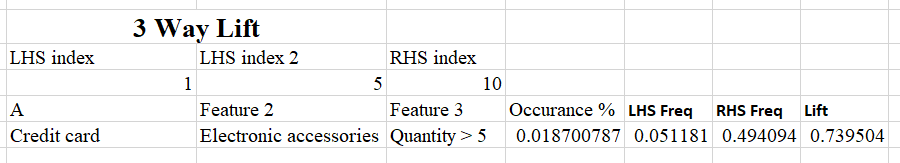 3 Way Lift
LHS index LHS index 2 RHS index
1 5 10
A Feature 2 Feature 3 Occurance % LHS Freq RHS Freq Lift
Credit card Electronic accessories Quantity > 5 0.018700787 0.051181 0.494094 0.739504